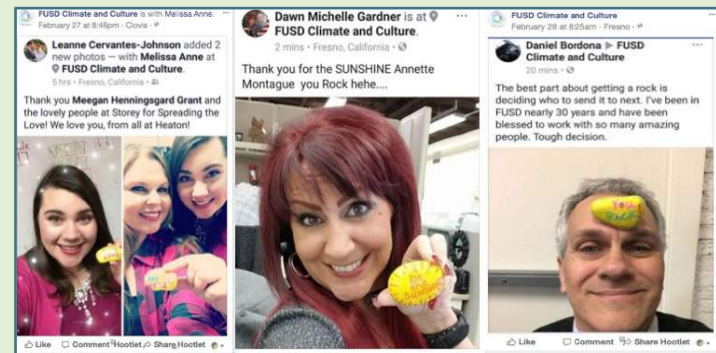 FUSD Climate and Culture is with Melissa Anne.
February 27 at 8:46pm · Clovis ·
Leanne Cervantes-Johnson added 2
new photos — with Melissa Anne at
FUSD Climate and Culture.
5 hrs · Fresno, California ·
Thank you Meegan Henningsgard Grant and
the lovely people at Storey for Spreading the
Love! We love you, from all at Heaton!
Like Comment Hootlet Share Hootlet
Dawn Michelle Gardner is at
FUSD Climate and Culture.
2 mins · Fresno, California ·
Thank you for the SUNSHINE Annette
Montague you Rock hehe....
Sunshine
FUSD Climate and Culture
February 28 at 6:25am · Fresno ·
Daniel Bordona ▶ FUSD
Climate and Culture
20 mins ·
The best part about getting a rock is
deciding who to send it to next. I've been in
FUSD nearly 30 years and have been
blessed to work with so many amazing
people. Tough decision.
YOU
ROCK
Like Comment Share Hootlet